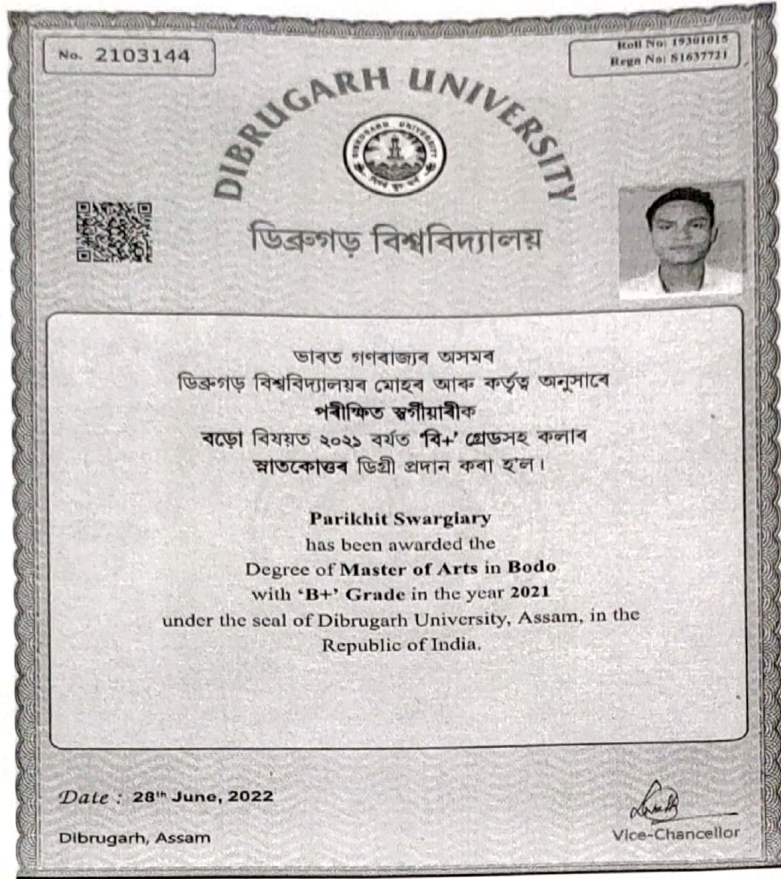 No. 2103144
Roll No: 19301015
Regn No: S1637721
DIBRUGARH UNIVERSITY
DIBRUGARH UNIVERSITY
ডিব্ৰুগড় বিশ্ববিদ্যালয়
ভাৰত গণৰাজ্যৰ অসমৰ
ডিব্ৰুগড় বিশ্ববিদ্যালয়ৰ মোহৰ আৰু কৰ্তৃত্ব অনুসাৰে
পৰীক্ষিত স্বৰ্গীয়াৰীক
বড়ো বিষয়ত ২০২১ বৰ্ষত ‘বি+’ গ্ৰেডসহ কলাৰ
স্নাতকোত্তৰ ডিগ্ৰী প্ৰদান কৰা হ'ল।
Parikhit Swargiary
has been awarded the
Degree of Master of Arts in Bodo
with ‘B+’ Grade in the year 2021
under the seal of Dibrugarh University, Assam, in the
Republic of India.
Date : 28th June, 2022
Dibrugarh, Assam
Vice-Chancellor